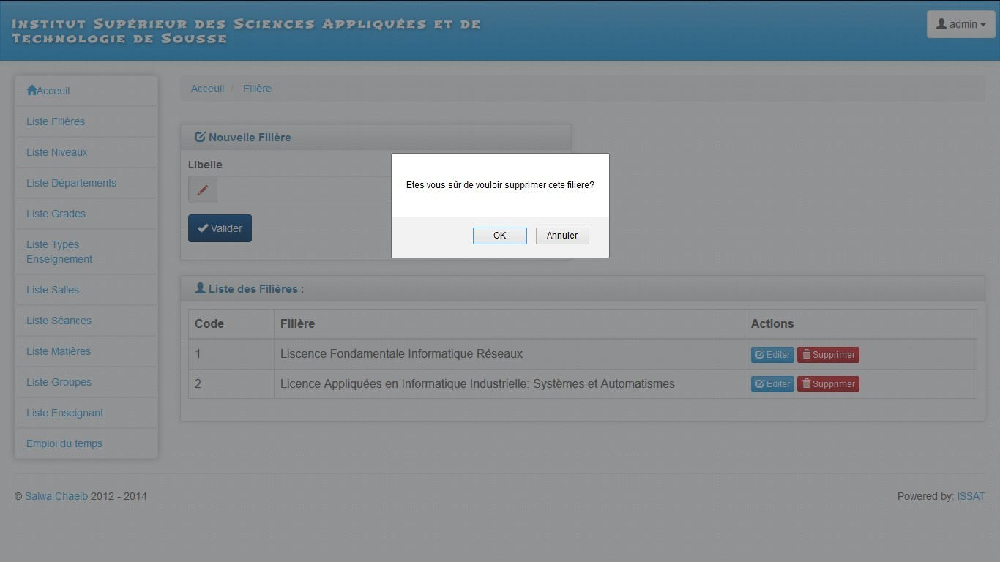 Institut Supérieur des Sciences Appliquées et de
Technologie de Sousse
admin
Acceuil
Liste Filières
Liste Niveaux
Liste Départements
Liste Grades
Liste Types
Enseignement
Liste Salles
Liste Séances
Liste Matières
Liste Groupes
Liste Enseignant
Emploi du temps
Acceuil / Filière
Nouvelle Filière
Libelle
Valider
Etes vous sûr de vouloir supprimer cete filiere?
OK Annuler
Liste des Filières :
Code Filière Actions
1 Liscence Fondamentale Informatique Réseaux Editer Supprimer
2 Licence Appliquées en Informatique Industrielle: Systèmes et Automatismes Editer Supprimer
© Salwa Chaeib 2012 - 2014
Powered by: ISSAT